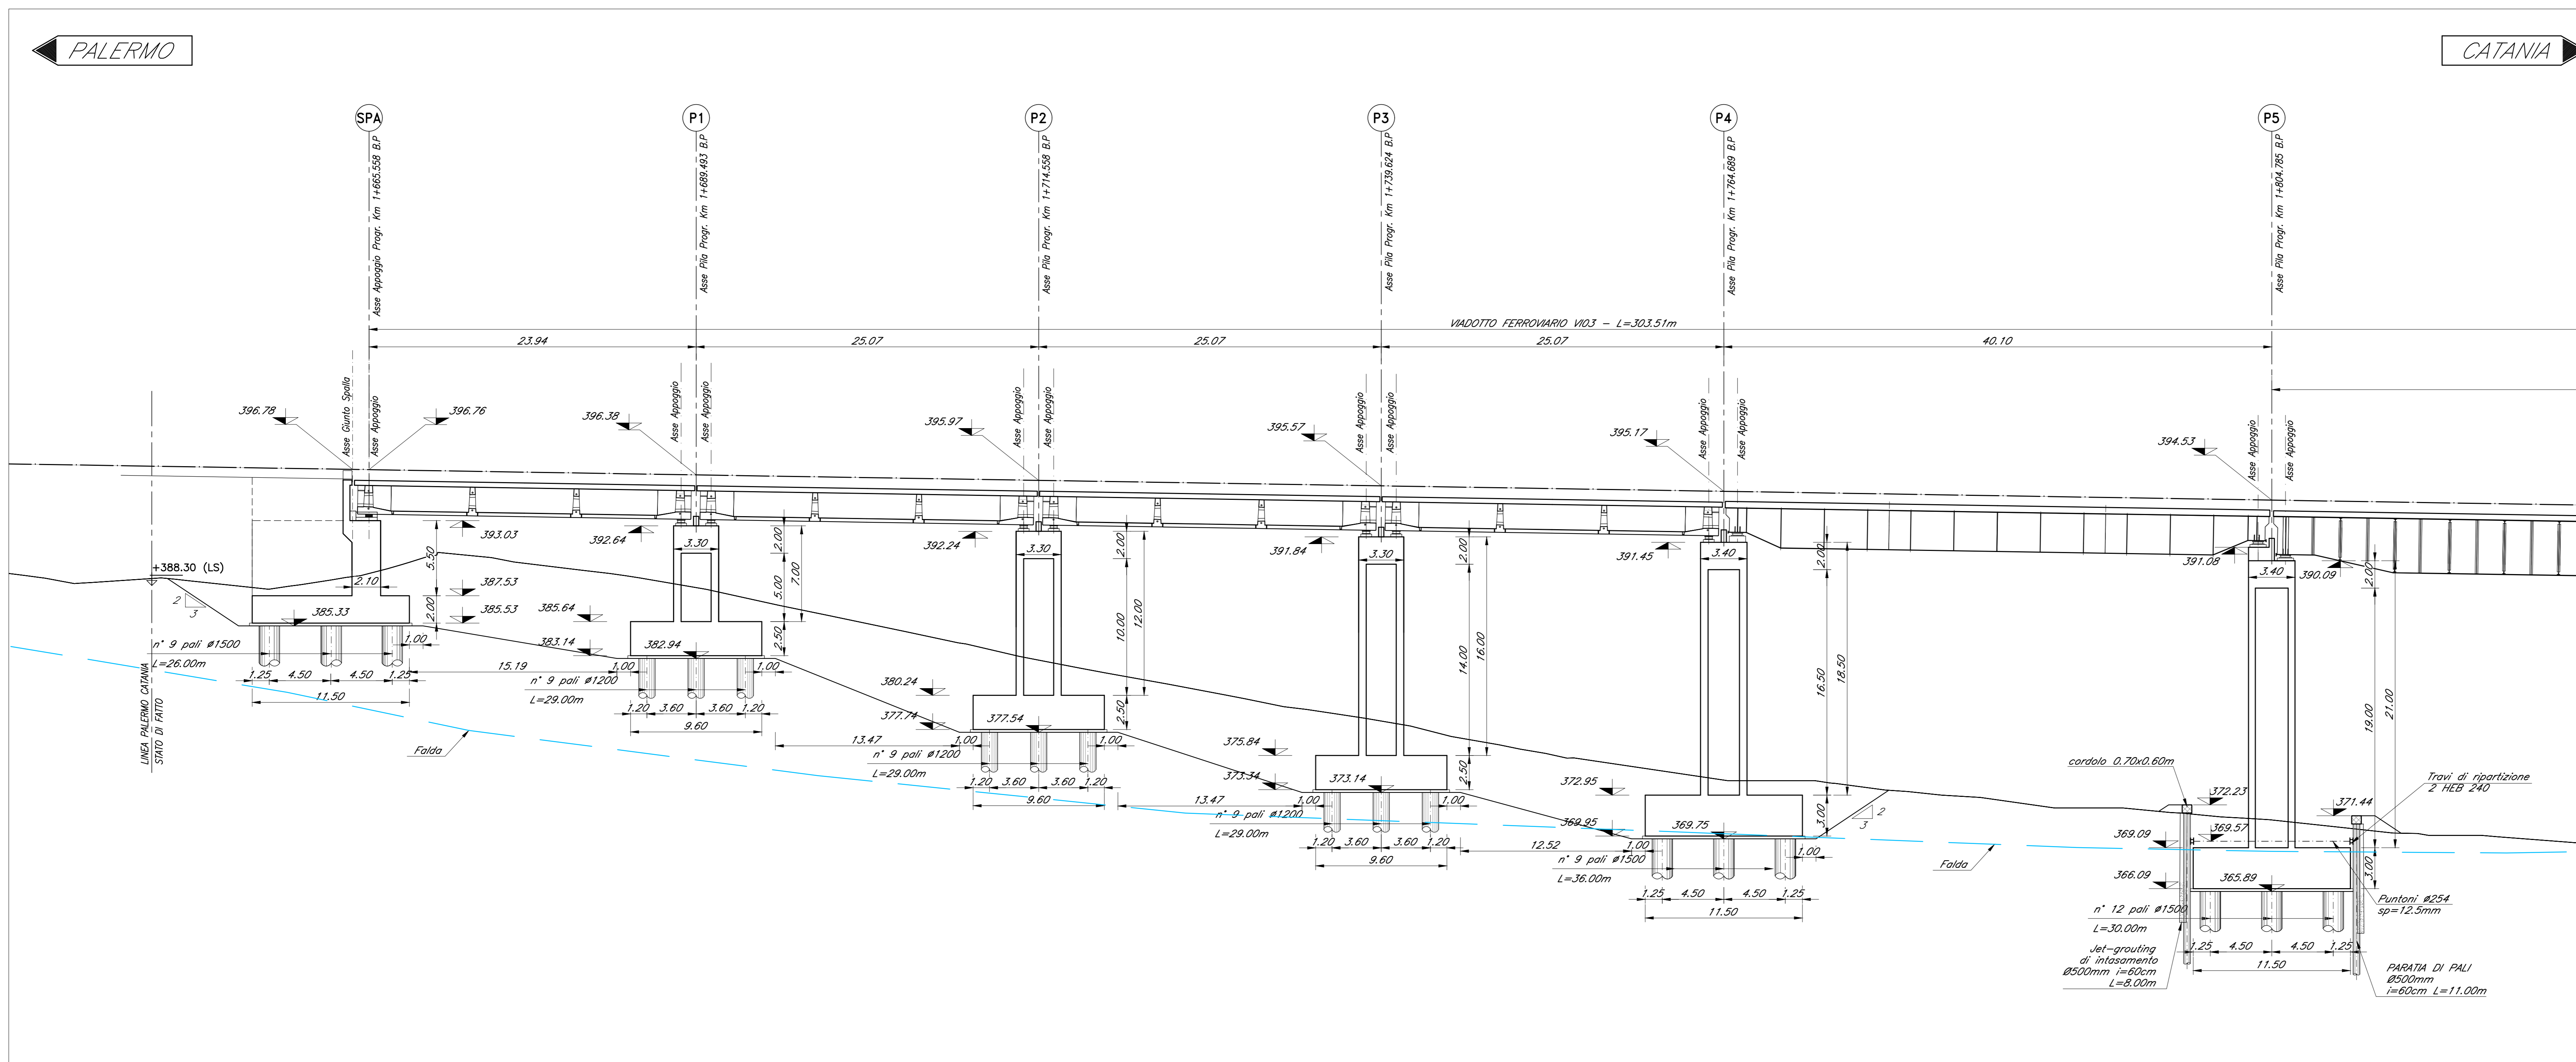 PALERMO
CATANIA
SPA
P1
P2
P3
P4
P5
Asse Appoggio Progr. Km 1+665.558 B.P
Asse Pila Progr. Km 1+689.493 B.P
Asse Pila Progr. Km 1+714.558 B.P
Asse Pila Progr. Km 1+739.624 B.P
Asse Pila Progr. Km 1+764.689 B.P
Asse Pila Progr. Km 1+804.785 B.P
VIADOTTO FERROVIARIO VI03 - L=303.51m
23.94
25.07
25.07
25.07
40.10
Asse Giunto Spalla
Asse Appoggio
Asse Appoggio
Asse Appoggio
Asse Appoggio
Asse Appoggio
Asse Appoggio
Asse Appoggio
Asse Appoggio
Asse Appoggio
Asse Appoggio
Asse Appoggio
396.78
396.76
396.38
395.97
395.57
395.17
394.53
+388.30 (LS)
2
3
LINEA PALERMO CATANIA
STATO DI FATTO
393.03
5.50
2.10
387.53
385.53
2.00
385.33
1.00
n° 9 pali ø1500
L=26.00m
1.25
4.50
4.50
1.25
11.50
15.19
Falda
392.64
3.30
2.00
5.00
7.00
2.50
385.64
383.14
382.94
1.00
1.00
n° 9 pali ø1200
L=29.00m
1.20
3.60
3.60
1.20
9.60
13.47
392.24
3.30
2.00
10.00
12.00
2.50
380.24
377.74
377.54
1.00
1.00
n° 9 pali ø1200
L=29.00m
1.20
3.60
3.60
1.20
9.60
13.47
391.84
3.30
2.00
14.00
16.00
2.50
375.84
373.34
373.14
1.00
1.00
n° 9 pali ø1200
L=29.00m
1.20
3.60
3.60
1.20
9.60
12.52
391.45
3.40
2.00
16.50
18.50
3.00
372.95
369.95
369.75
1.00
1.00
2
3
n° 9 pali ø1500
L=36.00m
1.25
4.50
4.50
1.25
11.50
Falda
391.08
3.40
390.09
2.00
19.00
21.00
3.00
cordolo 0.70x0.60m
372.23
371.44
Travi di ripartizione
2 HEB 240
369.09
369.57
366.09
365.89
n° 12 pali ø1500
L=30.00m
Puntoni ø254
sp=12.5mm
Jet-grouting
di intasamento
Ø500mm i=60cm
L=8.00m
1.25
4.50
4.50
1.25
11.50
PARATIA DI PALI
Ø500mm
i=60cm L=11.00m